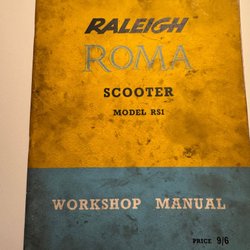 RALEIGH
ROMA
SCOOTER
MODEL RS1
WORKSHOP MANUAL
PRICE 9/6